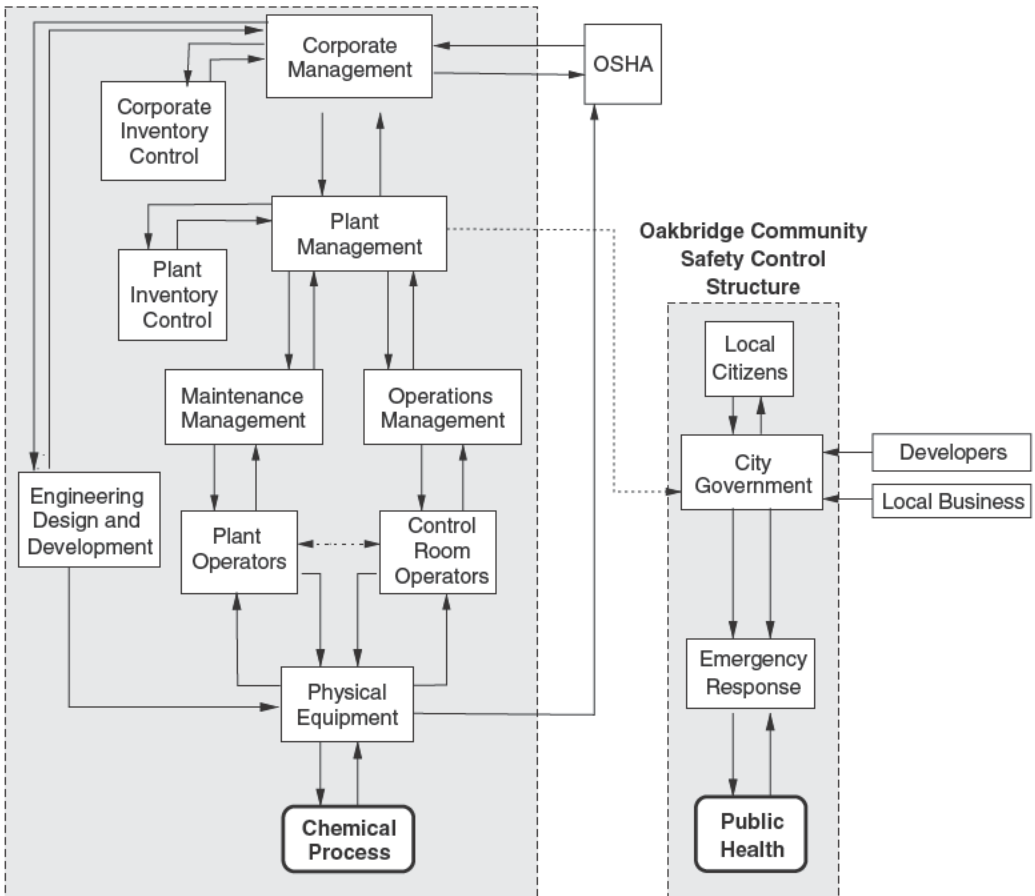 Corporate
Management
OSHA
Corporate
Inventory
Control
Plant
Management
Plant
Inventory
Control
Oakbridge Community
Safety Control
Structure
Local
Citizens
Maintenance
Management
Operations
Management
City
Government
Developers
Local Business
Engineering
Design and
Development
Plant
Operators
Control
Room
Operators
Emergency
Response
Physical
Equipment
Chemical
Process
Public
Health